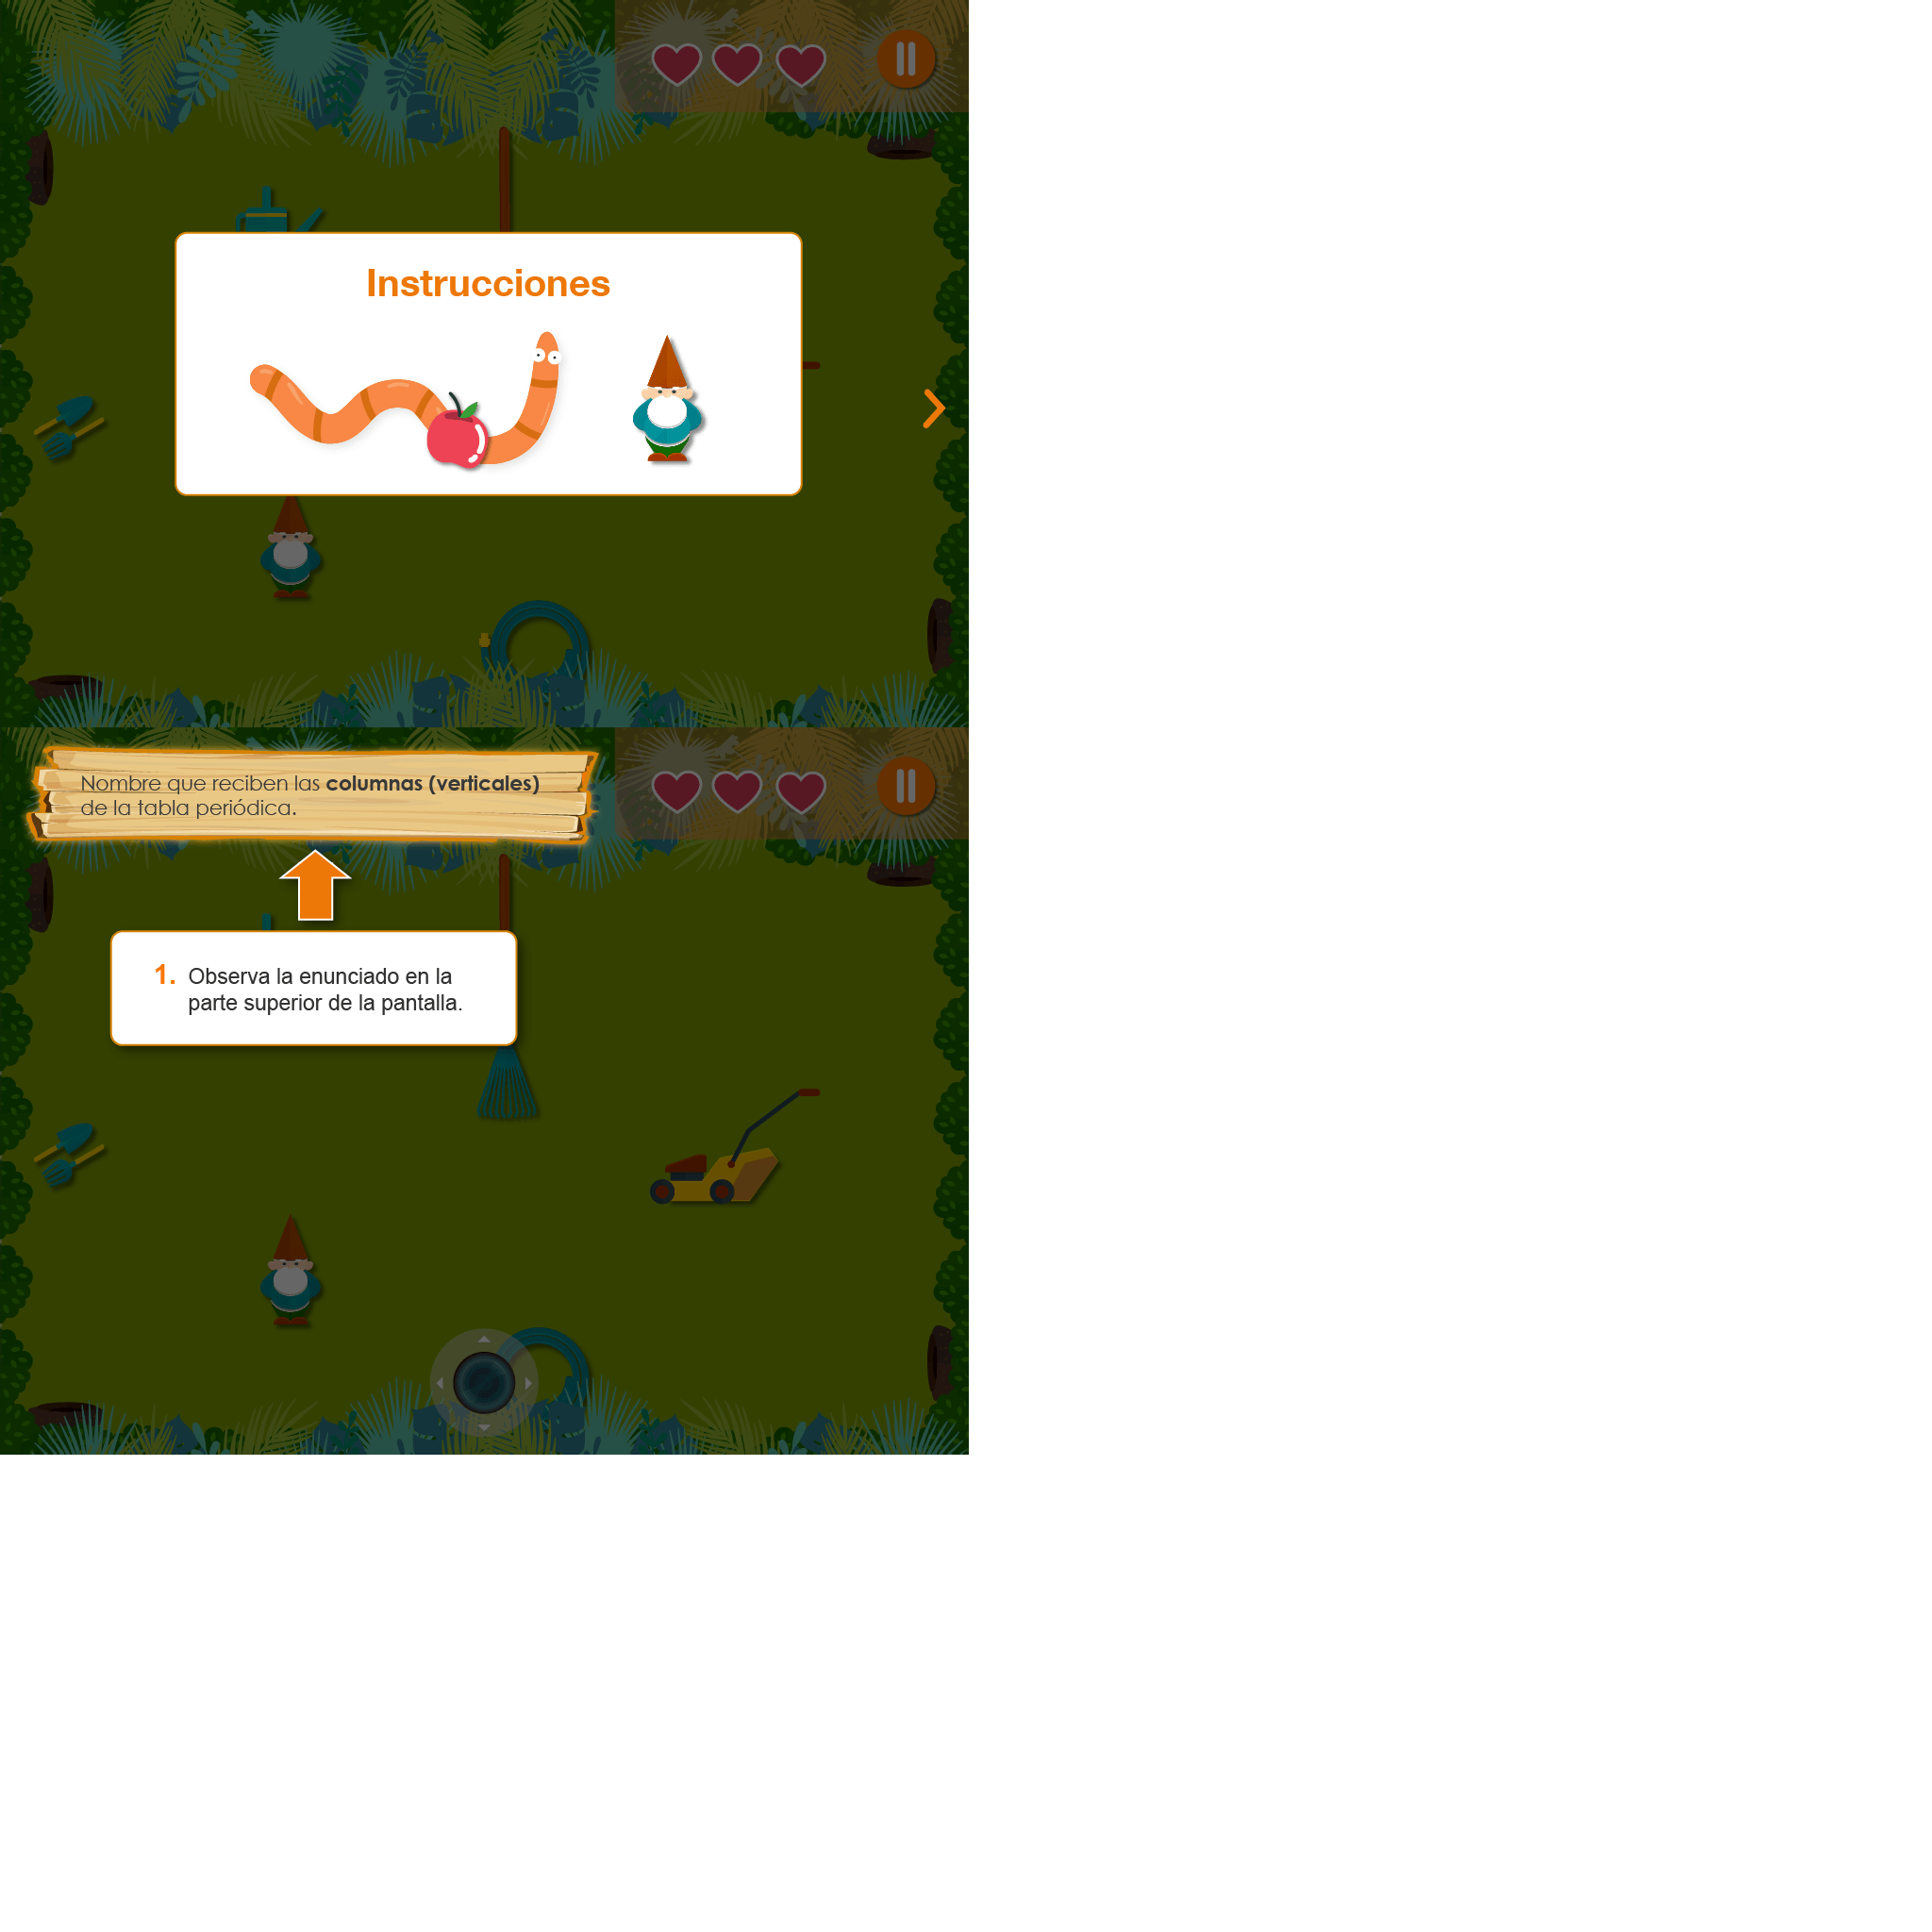 Instrucciones
Nombre que reciben las columnas (verticales)
de la tabla periódica.
1. Observa la enunciado en la
parte superior de la pantalla.